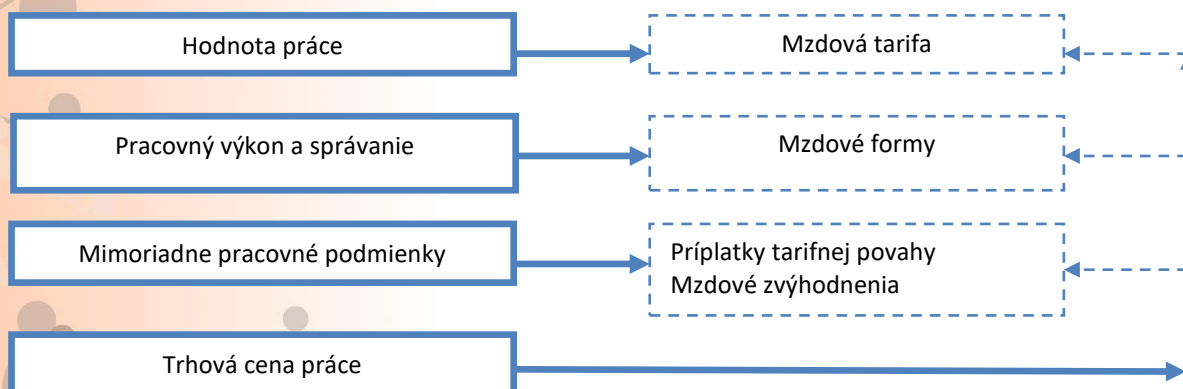 Hodnota práce
Mzdová tarifa
Pracovný výkon a správanie
Mzdové formy
Mimoriadne pracovné podmienky
Príplatky tarifnej povahy
Mzdové zvýhodnenia
Trhová cena práce